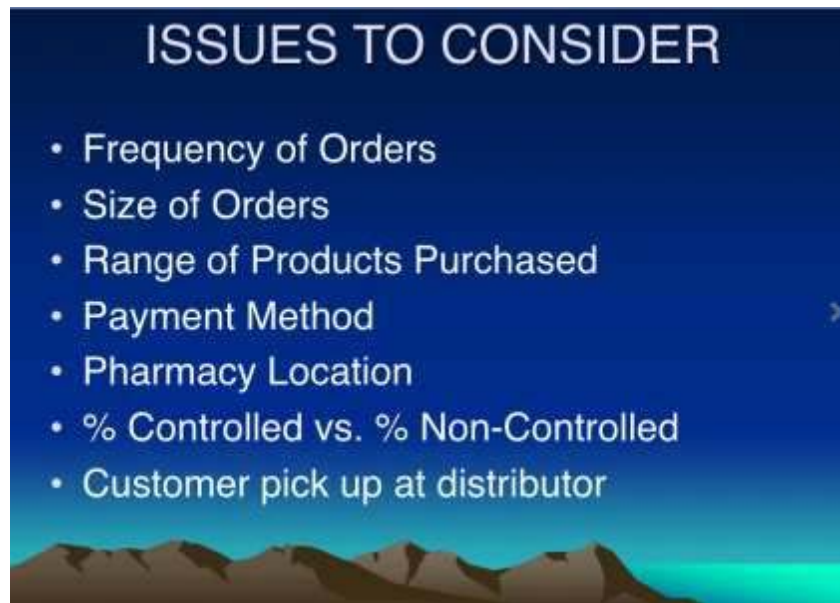 ISSUES TO CONSIDER
• Frequency of Orders
• Size of Orders
• Range of Products Purchased
• Payment Method
• Pharmacy Location
• % Controlled vs. % Non-Controlled
• Customer pick up at distributor